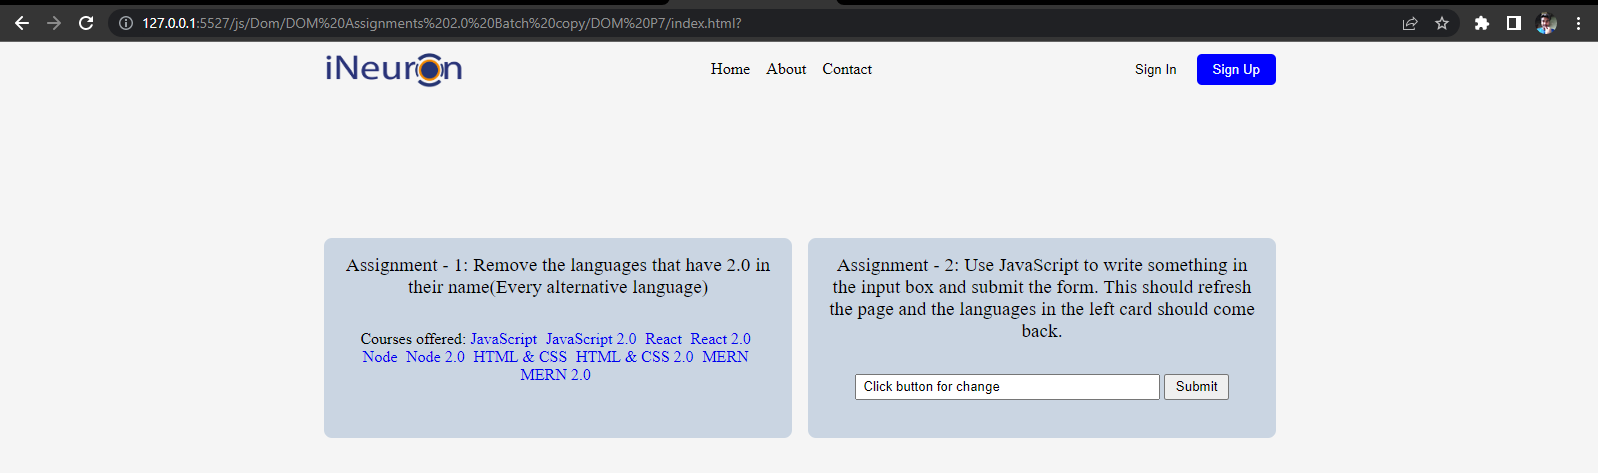 127.0.0.1:5527/js/Dom/DOM%20Assignments%202.0%20Batch%20copy/DOM%20P7/index.html?
iNeuron
Home About Contact
Sign In Sign Up
Assignment - 1: Remove the languages that have 2.0 in
their name(Every alternative language)
Courses offered: JavaScript JavaScript 2.0 React React 2.0
Node Node 2.0 HTML & CSS HTML & CSS 2.0 MERN
MERN 2.0
Assignment - 2: Use JavaScript to write something in
the input box and submit the form. This should refresh
the page and the languages in the left card should come
back.
Click button for change Submit